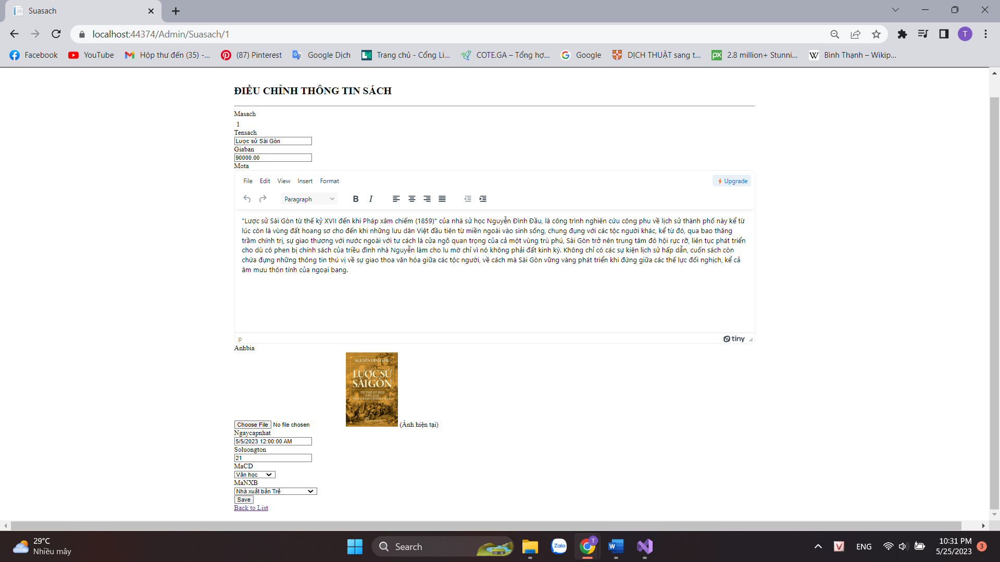 Suasach
localhost:44374/Admin/Suasach/1
T
Facebook
YouTube
Hộp thư đến (35) -...
(87) Pinterest
Google Dịch
Trang chủ - Cổng Li...
COTE.GA – Tổng hợ...
Google
DỊCH THUẬT sang t...
2.8 million+ Stunni...
Bình Thạnh – Wikip...
ĐIỀU CHỈNH THÔNG TIN SÁCH
Masach
1
Tensach
Lược sử Sài Gòn
Giaban
90000.00
Mota
File Edit View Insert Format
Upgrade
Paragraph B I
"Lược sử Sài Gòn từ thế kỷ XVII đến khi Pháp xâm chiếm (1859)" của nhà sử học Nguyễn Đình Đầu, là công trình nghiên cứu công phu về lịch sử thành phố này kể từ
lúc còn là vùng đất hoang sơ cho đến khi những lưu dân Việt đầu tiên từ miền ngoài vào sinh sống, chung đụng với các tộc người khác, kể từ đó, qua bao thăng
trầm chính trị, sự giao thương với nước ngoài với tư cách là cửa ngõ quan trọng của cả một vùng trù phú, Sài Gòn trở nên trung tâm đô hội rực rỡ, liên tục phát triển
cho dù có phen bị chính sách của triều đình nhà Nguyễn làm cho lu mờ chỉ vì nó không phải đất kinh kỳ. Không chỉ có các sự kiện lịch sử hấp dẫn, cuốn sách còn
chứa đựng những thông tin thú vị về sự giao thoa văn hóa giữa các tộc người, về cách mà Sài Gòn vững vàng phát triển khi đứng giữa các thế lực đối nghịch, kể cả
âm mưu thôn tính của ngoại bang.
p
tiny
Anhbia
NGUYỄN ĐÌNH ĐẦU
LƯỢC SỬ
SÀI GÒN
TỪ THẾ KỶ XVII
ĐẾN KHI
PHÁP XÂM CHIẾM (1859)
Choose File No file chosen
(Ảnh hiện tại)
Ngaycapnhat
5/5/2023 12:00:00 AM
Soluongton
21
MaCD
Văn học
MaNXB
Nhà xuất bản Trẻ
Save
Back to List
29°C
Nhiều mây
Search
Zalo
T
W
V
ENG
10:31 PM
5/25/2023
3